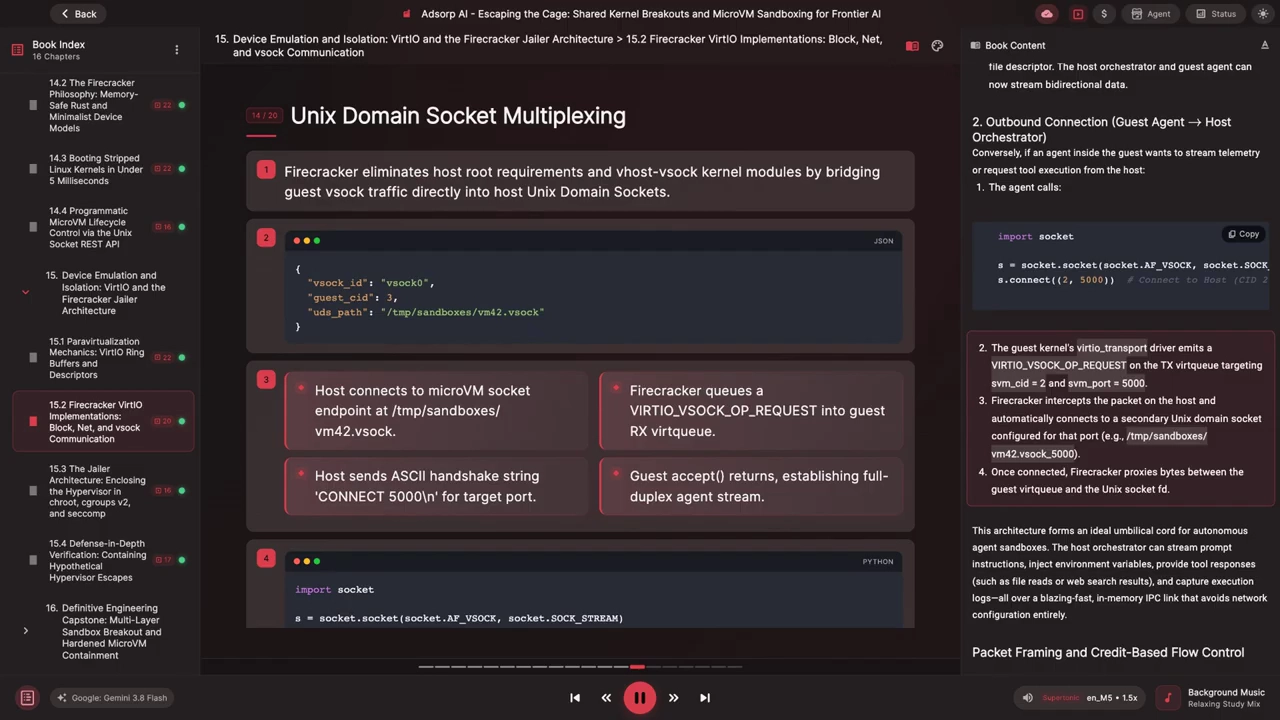 Back
Adsorp AI - Escaping the Cage: Shared Kernel Breakouts and MicroVM Sandboxing for Frontier AI
$
Agent
Status
Book Index
16 Chapters
14.2 The Firecracker
Philosophy: Memory-
Safe Rust and
Minimalist Device
Models
22
14.3 Booting Stripped
Linux Kernels in Under
5 Milliseconds
22
14.4 Programmatic
MicroVM Lifecycle
Control via the Unix
Socket REST API
16
15. Device Emulation and
Isolation: VirtIO and the
Firecracker Jailer
Architecture
15.1 Paravirtualization
Mechanics: VirtIO Ring
Buffers and
Descriptors
22
15.2 Firecracker VirtIO
Implementations:
Block, Net, and vsock
Communication
20
15.3 The Jailer
Architecture: Enclosing
the Hypervisor in
chroot, cgroups v2,
and seccomp
16
15.4 Defense-in-Depth
Verification: Containing
Hypothetical
Hypervisor Escapes
17
16. Definitive Engineering
Capstone: Multi-Layer
Sandbox Breakout and
Hardened MicroVM
Containment
15. Device Emulation and Isolation: VirtIO and the Firecracker Jailer Architecture > 15.2 Firecracker VirtIO Implementations: Block, Net,
and vsock Communication
14 / 20
Unix Domain Socket Multiplexing
1
Firecracker eliminates host root requirements and vhost-vsock kernel modules by bridging
guest vsock traffic directly into host Unix Domain Sockets.
2
JSON
{
"vsock_id": "vsock0",
"guest_cid": 3,
"uds_path": "/tmp/sandboxes/vm42.vsock"
}
3
Host connects to microVM socket
endpoint at /tmp/sandboxes/
vm42.vsock.
Firecracker queues a
VIRTIO_VSOCK_OP_REQUEST into guest
RX virtqueue.
Host sends ASCII handshake string
'CONNECT 5000\n' for target port.
Guest accept() returns, establishing full-
duplex agent stream.
4
PYTHON
import socket
s = socket.socket(socket.AF_VSOCK, socket.SOCK_STREAM)
Book Content
file descriptor. The host orchestrator and guest agent can
now stream bidirectional data.
2. Outbound Connection (Guest Agent → Host
Orchestrator)
Conversely, if an agent inside the guest wants to stream telemetry
or request tool execution from the host:
1. The agent calls:
Copy
import socket
s = socket.socket(socket.AF_VSOCK, socket.SOCK_
s.connect((2, 5000)) # Connect to Host (CID 2
2. The guest kernel's virtio_transport driver emits a
VIRTIO_VSOCK_OP_REQUEST on the TX virtqueue targeting
svm_cid = 2 and svm_port = 5000.
3. Firecracker intercepts the packet on the host and
automatically connects to a secondary Unix domain socket
configured for that port (e.g., /tmp/sandboxes/
vm42.vsock_5000).
4. Once connected, Firecracker proxies bytes between the
guest virtqueue and the Unix socket fd.
This architecture forms an ideal umbilical cord for autonomous
agent sandboxes. The host orchestrator can stream prompt
instructions, inject environment variables, provide tool responses
(such as file reads or web search results), and capture execution
logs—all over a blazing-fast, in-memory IPC link that avoids network
configuration entirely.
Packet Framing and Credit-Based Flow Control
Google: Gemini 3.8 Flash
Supertonic en_M5 • 1.5x
Background Music
Relaxing Study Mix